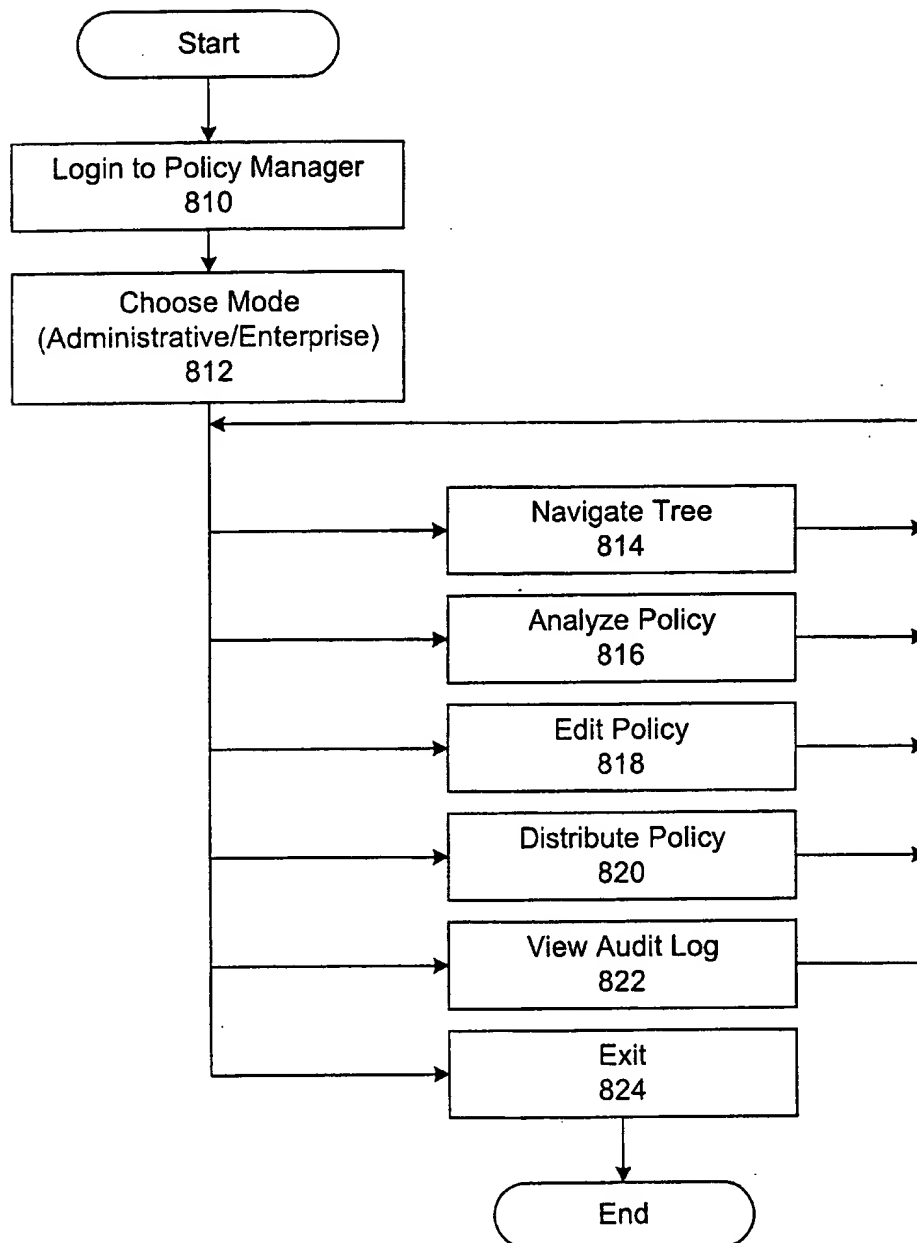 Start
Login to Policy Manager
810
Choose Mode
(Administrative/Enterprise)
812
Navigate Tree
814
Analyze Policy
816
Edit Policy
818
Distribute Policy
820
View Audit Log
822
Exit
824
End